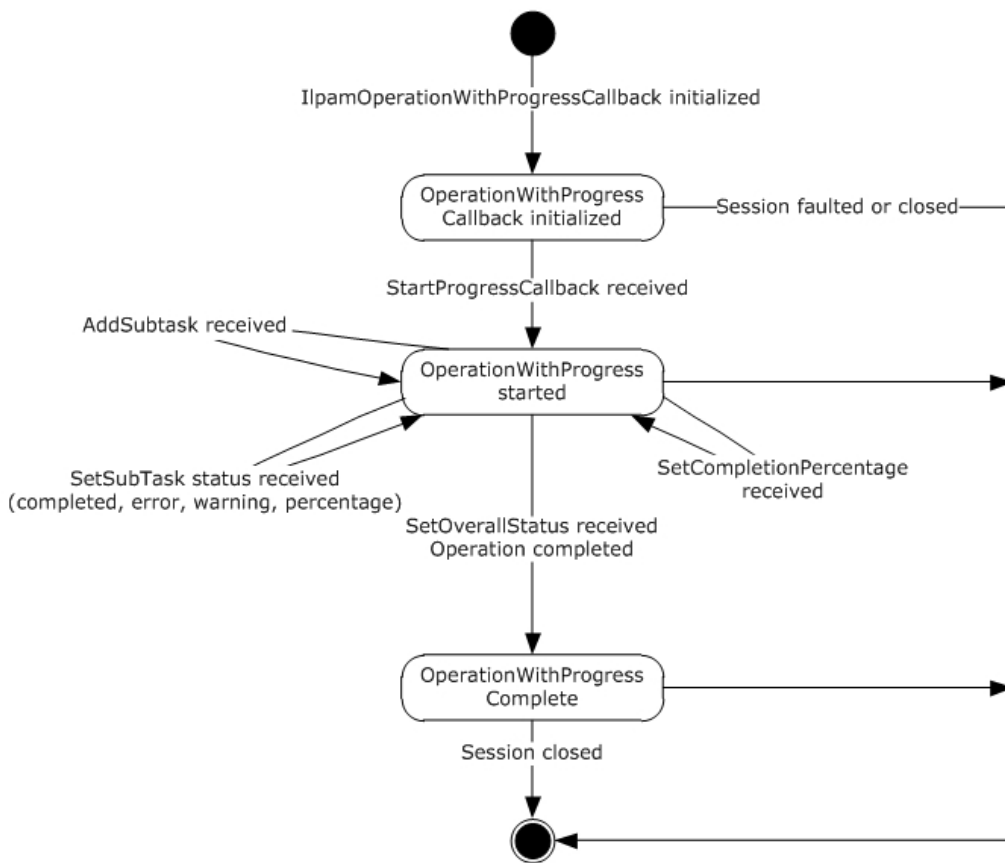 IlpamOperationWithProgressCallback initialized
OperationWithProgress
Callback initialized
Session faulted or closed
StartProgressCallback received
AddSubtask received
OperationWithProgress
started
SetSubTask status received
(completed, error, warning, percentage)
SetCompletionPercentage
received
SetOverallStatus received
Operation completed
OperationWithProgress
Complete
Session closed